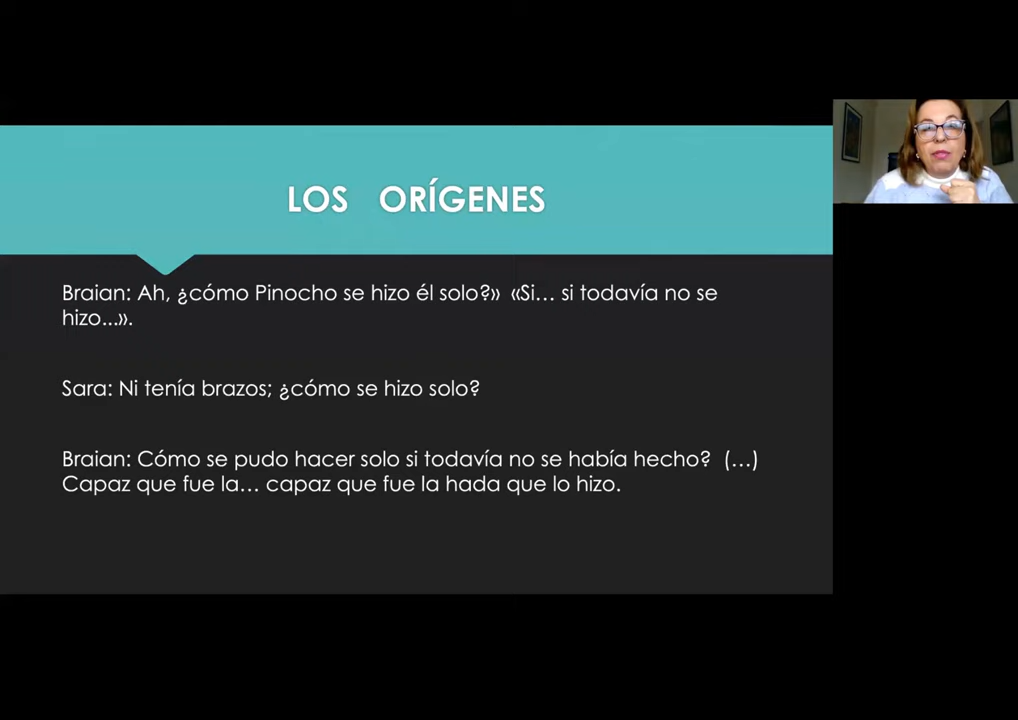 LOS ORÍGENES
Braian: Ah, ¿cómo Pinocho se hizo él solo?» «Si… si todavía no se
hizo...».
Sara: Ni tenía brazos; ¿cómo se hizo solo?
Braian: Cómo se pudo hacer solo si todavía no se había hecho? (…)
Capaz que fue la… capaz que fue la hada que lo hizo.